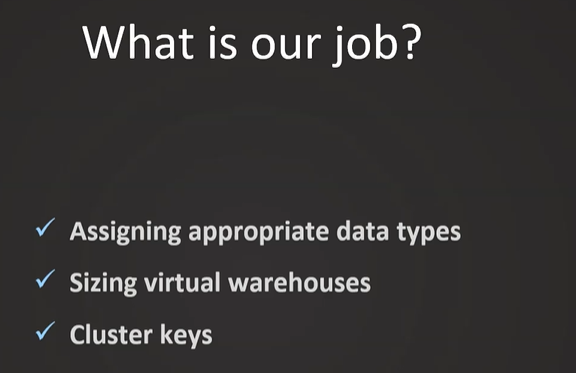 What is our job?
Assigning appropriate data types
Sizing virtual warehouses
Cluster keys